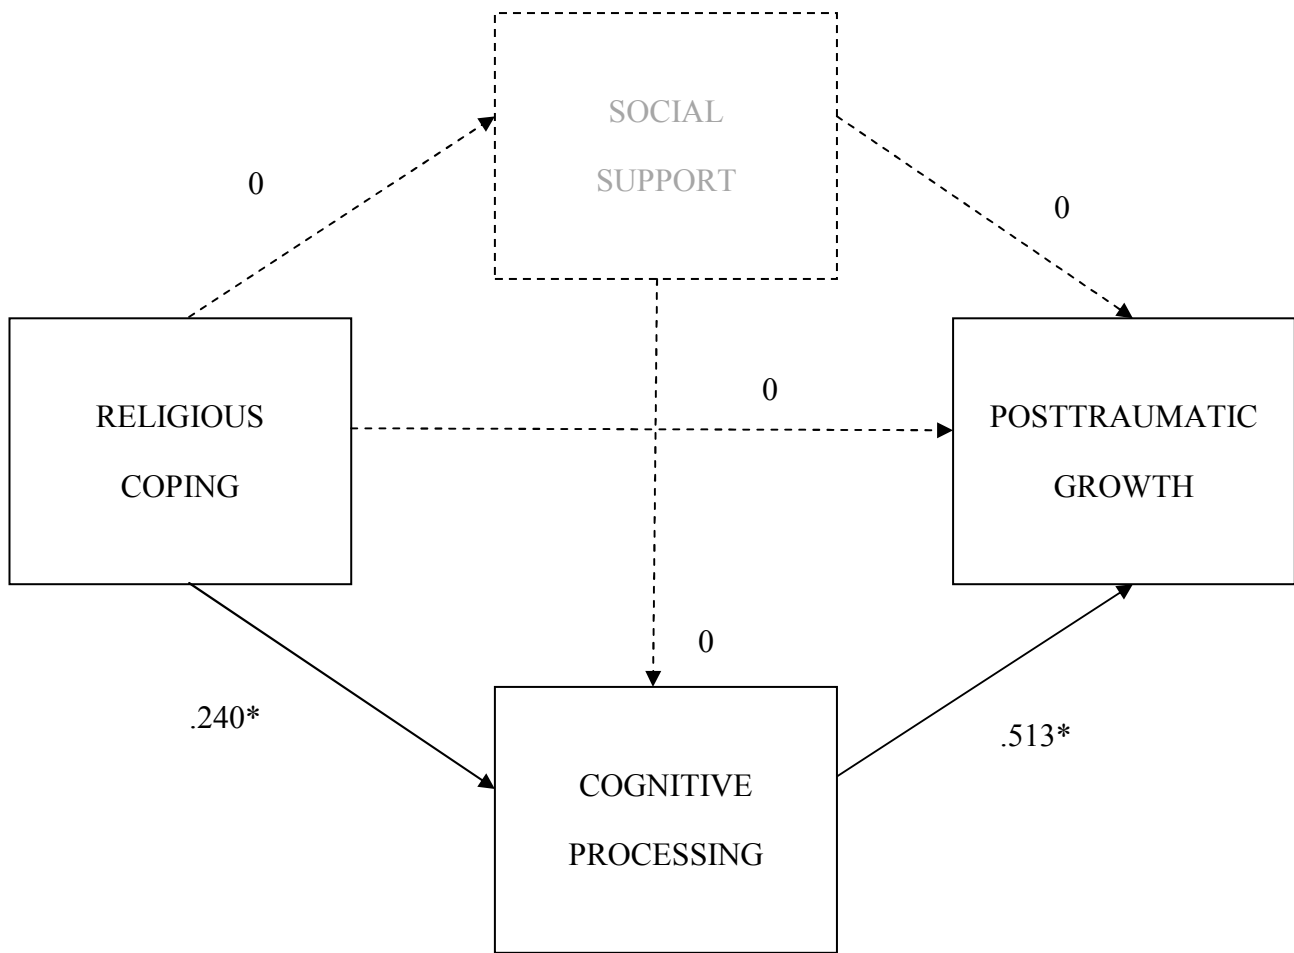 SOCIAL
SUPPORT
0
0
RELIGIOUS
COPING
0
POSTTRAUMATIC
GROWTH
0
.240*
.513*
COGNITIVE
PROCESSING